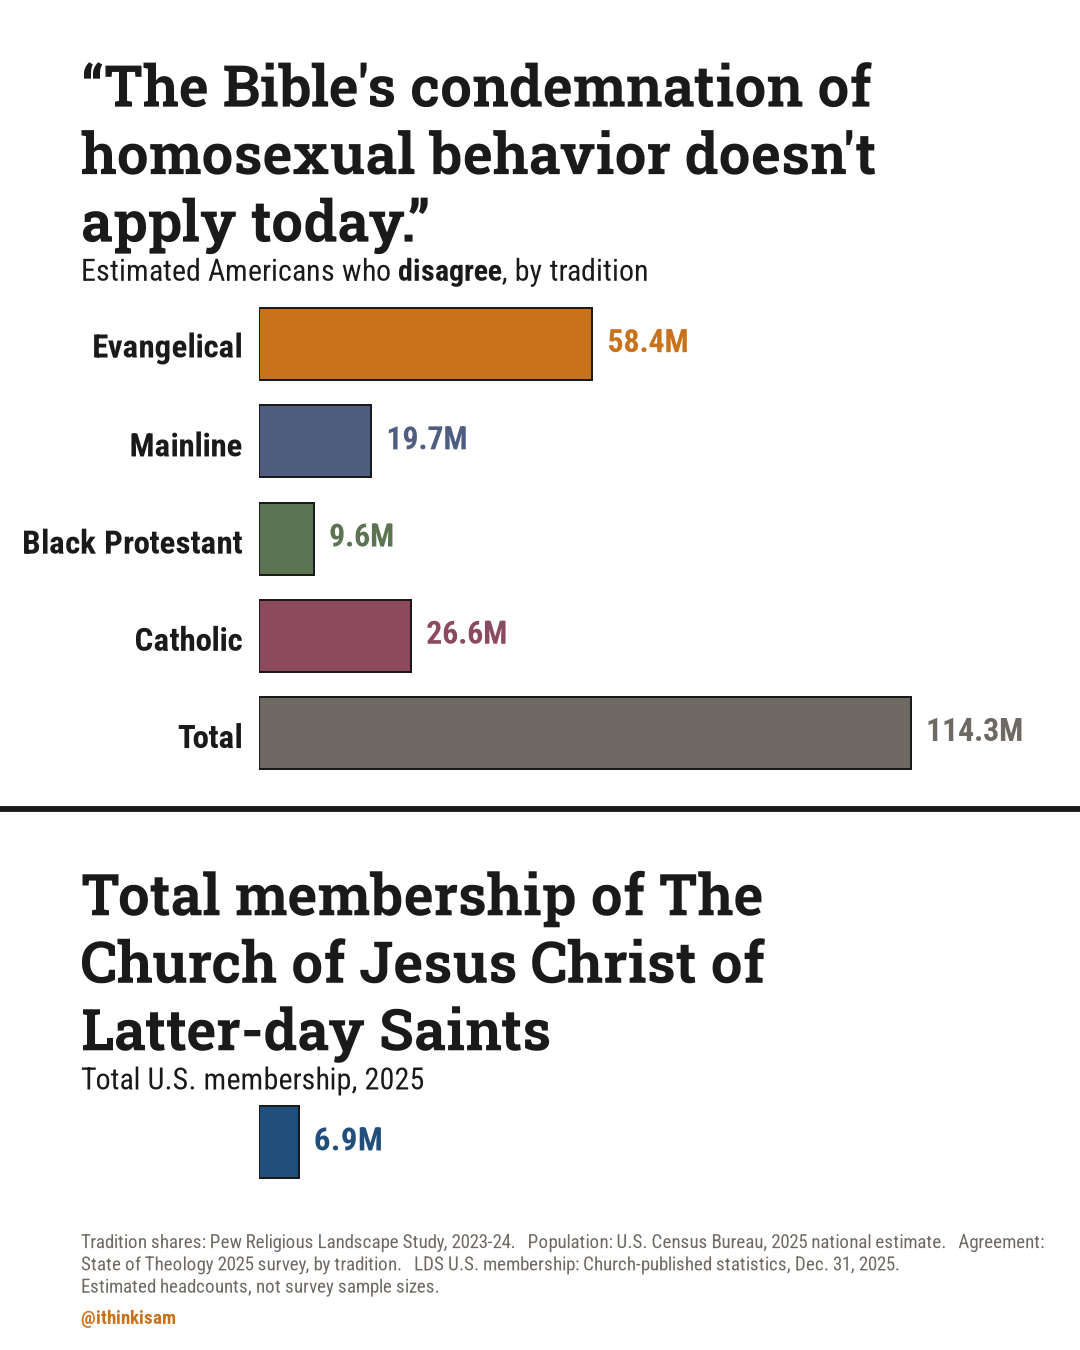 “The Bible's condemnation of
homosexual behavior doesn't
apply today.”
Estimated Americans who disagree, by tradition
Evangelical 58.4M
Mainline 19.7M
Black Protestant 9.6M
Catholic 26.6M
Total 114.3M
Total membership of The
Church of Jesus Christ of
Latter-day Saints
Total U.S. membership, 2025
6.9M
Tradition shares: Pew Religious Landscape Study, 2023-24. Population: U.S. Census Bureau, 2025 national estimate. Agreement:
State of Theology 2025 survey, by tradition. LDS U.S. membership: Church-published statistics, Dec. 31, 2025.
Estimated headcounts, not survey sample sizes.
@ithinkisam